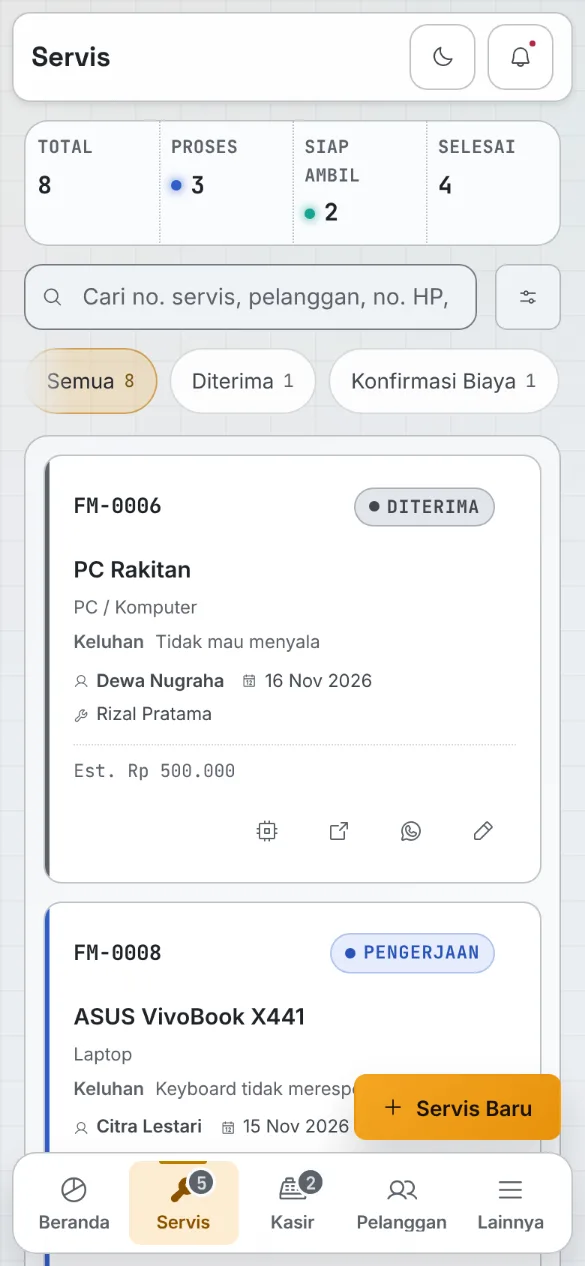 Servis
TOTAL
8
PROSES
3
SIAP
AMBIL
2
SELESAI
4
Cari no. servis, pelanggan, no. HP,
Semua 8
Diterima 1
Konfirmasi Biaya 1
FM-0006
DITERIMA
PC Rakitan
PC / Komputer
Keluhan Tidak mau menyala
Dewa Nugraha 16 Nov 2026
Rizal Pratama
Est. Rp 500.000
FM-0008
PENGERJAAN
ASUS VivoBook X441
Laptop
Keluhan Keyboard tidak
Citra Lestari 15 Nov 2026
+ Servis Baru
Beranda
5
Servis
2
Kasir
Pelanggan
Lainnya